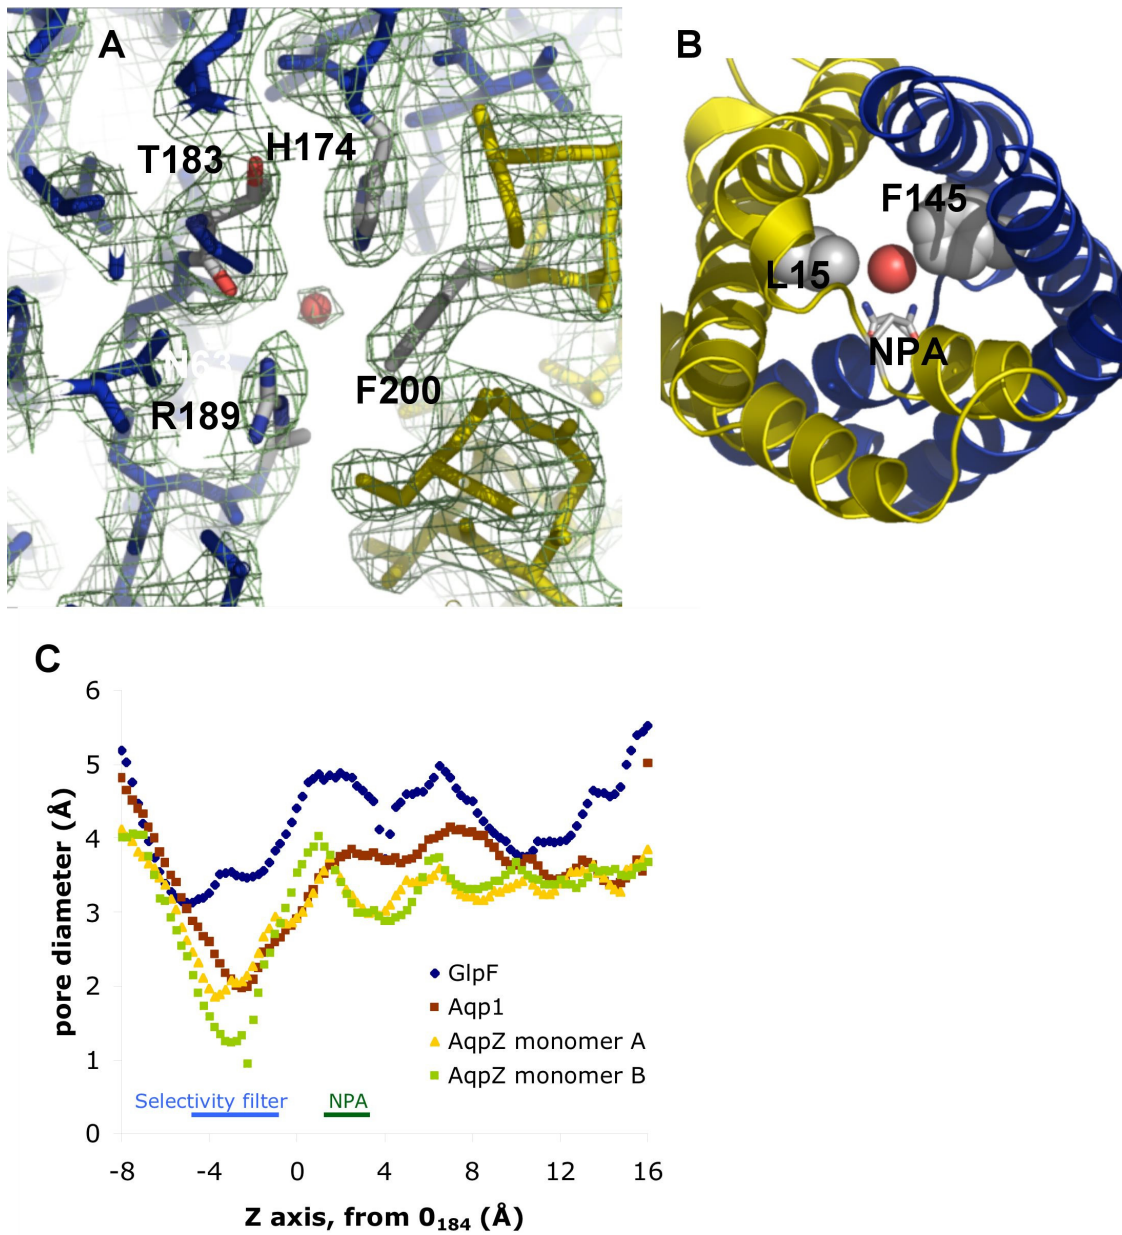 A
T183
H174
N63
R189
F200
B
F145
L15
NPA
C
6
5
4
3
2
1
0
pore diameter (Å)
GlpF
Aqp1
AqpZ monomer A
AqpZ monomer B
Selectivity filter
NPA
-8 -4 0 4 8 12 16
Z axis, from 0₁₈₄ (Å)